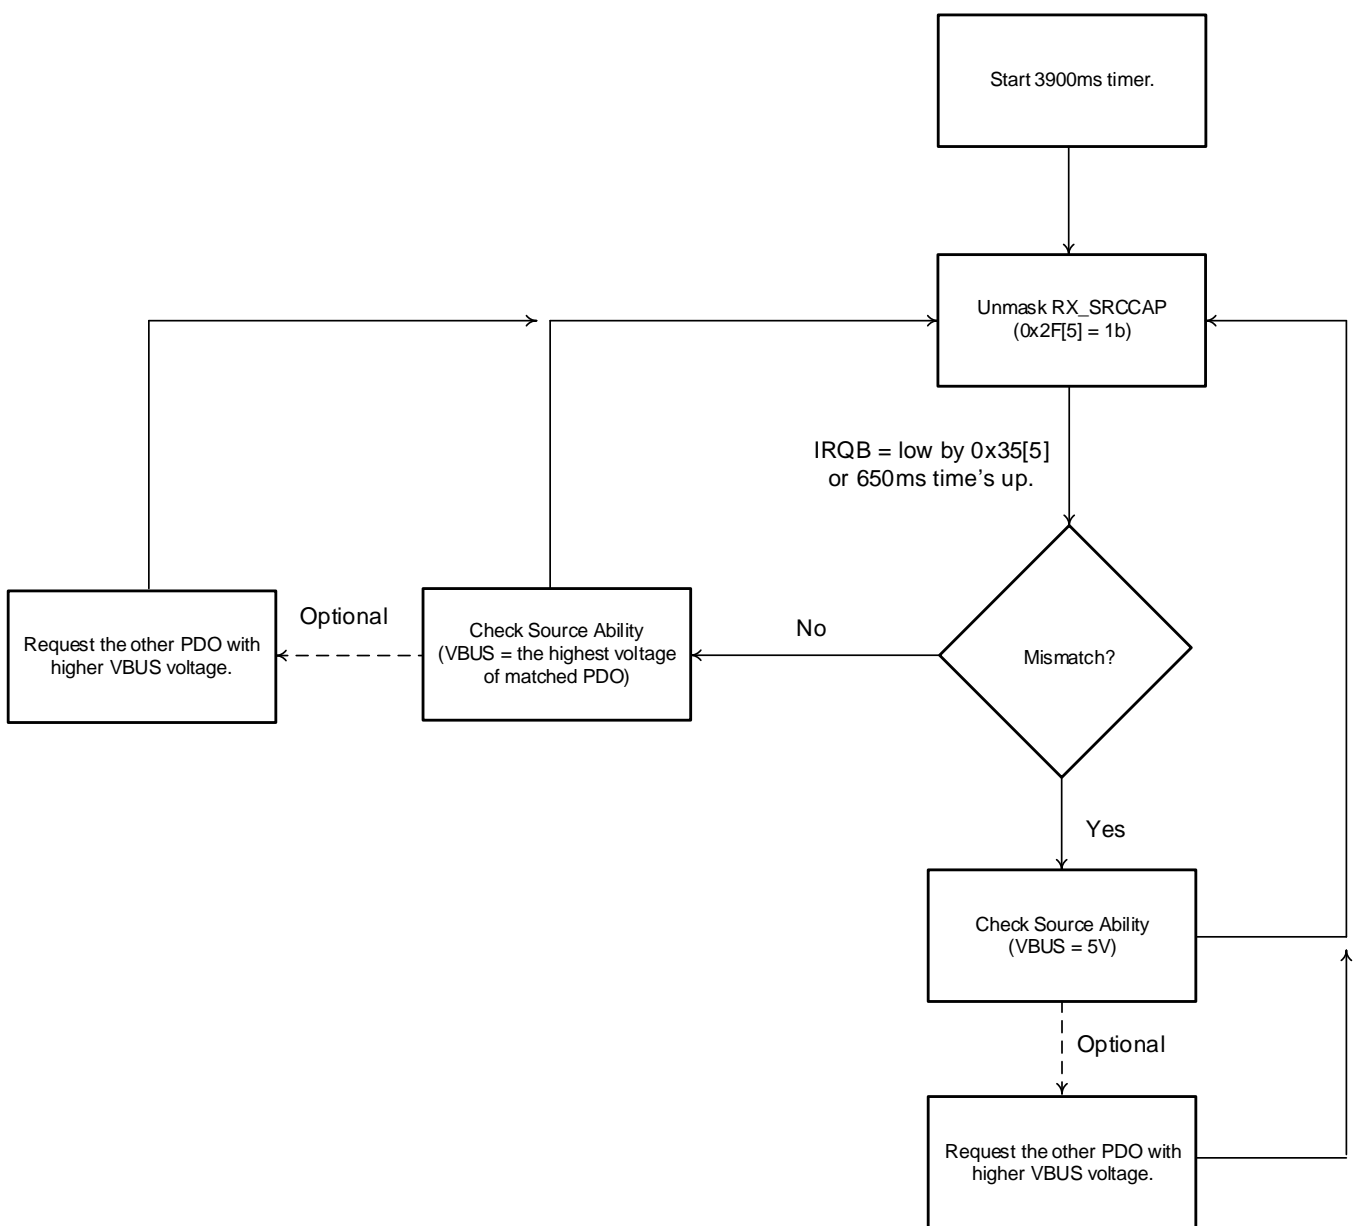 Start 3900ms timer.
Unmask RX_SRCCAP
(0x2F[5] = 1b)
IRQB = low by 0x35[5]
or 650ms time's up.
Mismatch?
No
Check Source Ability
(VBUS = the highest voltage
of matched PDO)
Optional
Request the other PDO with
higher VBUS voltage.
Yes
Check Source Ability
(VBUS = 5V)
Optional
Request the other PDO with
higher VBUS voltage.